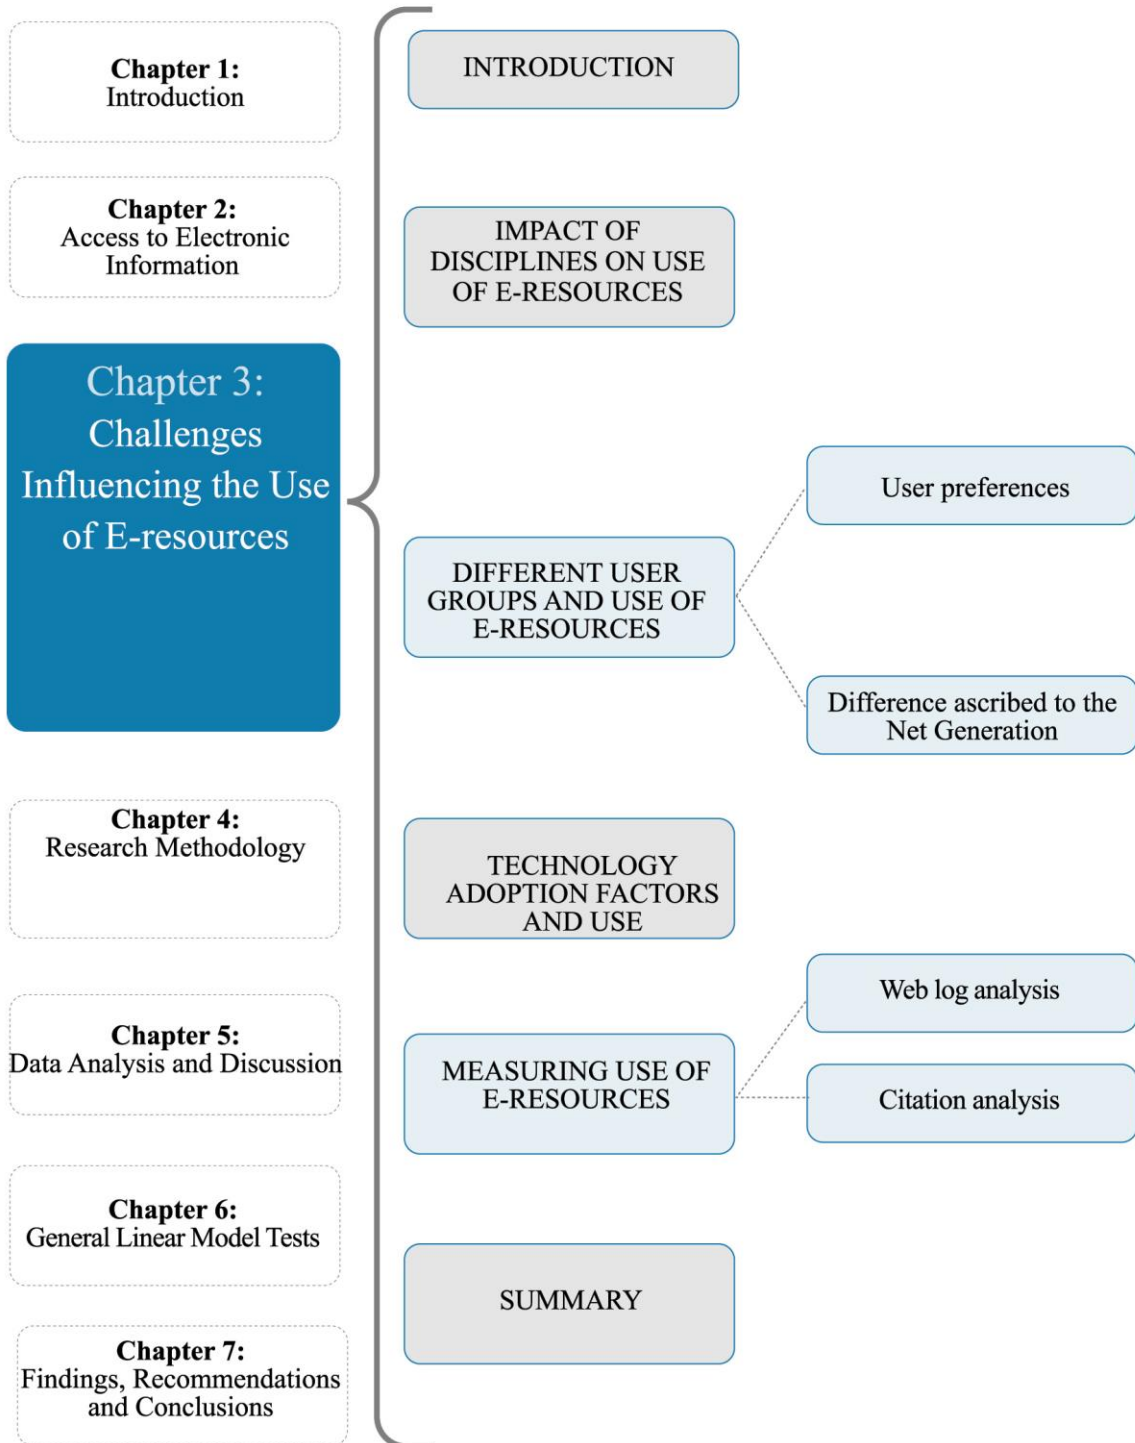 Chapter 1:
Introduction
Chapter 2:
Access to Electronic
Information
Chapter 3:
Challenges
Influencing the Use
of E-resources
Chapter 4:
Research Methodology
Chapter 5:
Data Analysis and Discussion
Chapter 6:
General Linear Model Tests
Chapter 7:
Findings, Recommendations
and Conclusions
INTRODUCTION
IMPACT OF
DISCIPLINES ON USE
OF E-RESOURCES
DIFFERENT USER
GROUPS AND USE OF
E-RESOURCES
User preferences
Difference ascribed to the
Net Generation
TECHNOLOGY
ADOPTION FACTORS
AND USE
MEASURING USE OF
E-RESOURCES
Web log analysis
Citation analysis
SUMMARY